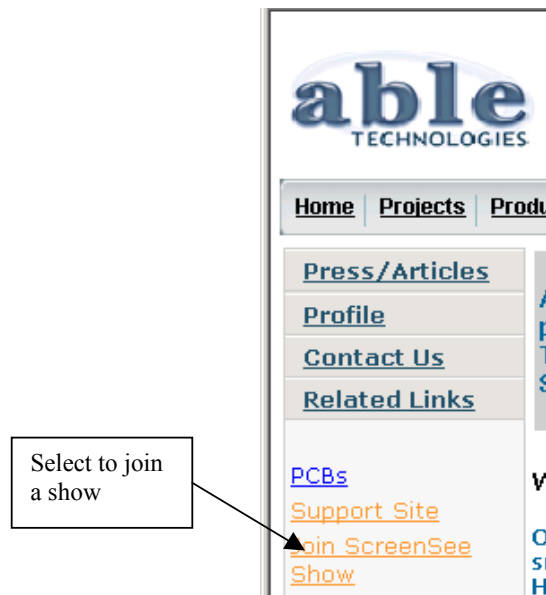 able
TECHNOLOGIES
Home Projects
Press/Articles
Profile
Contact Us
Related Links
Select to join
a show
PCBs
Support Site
Join ScreenSee
Show